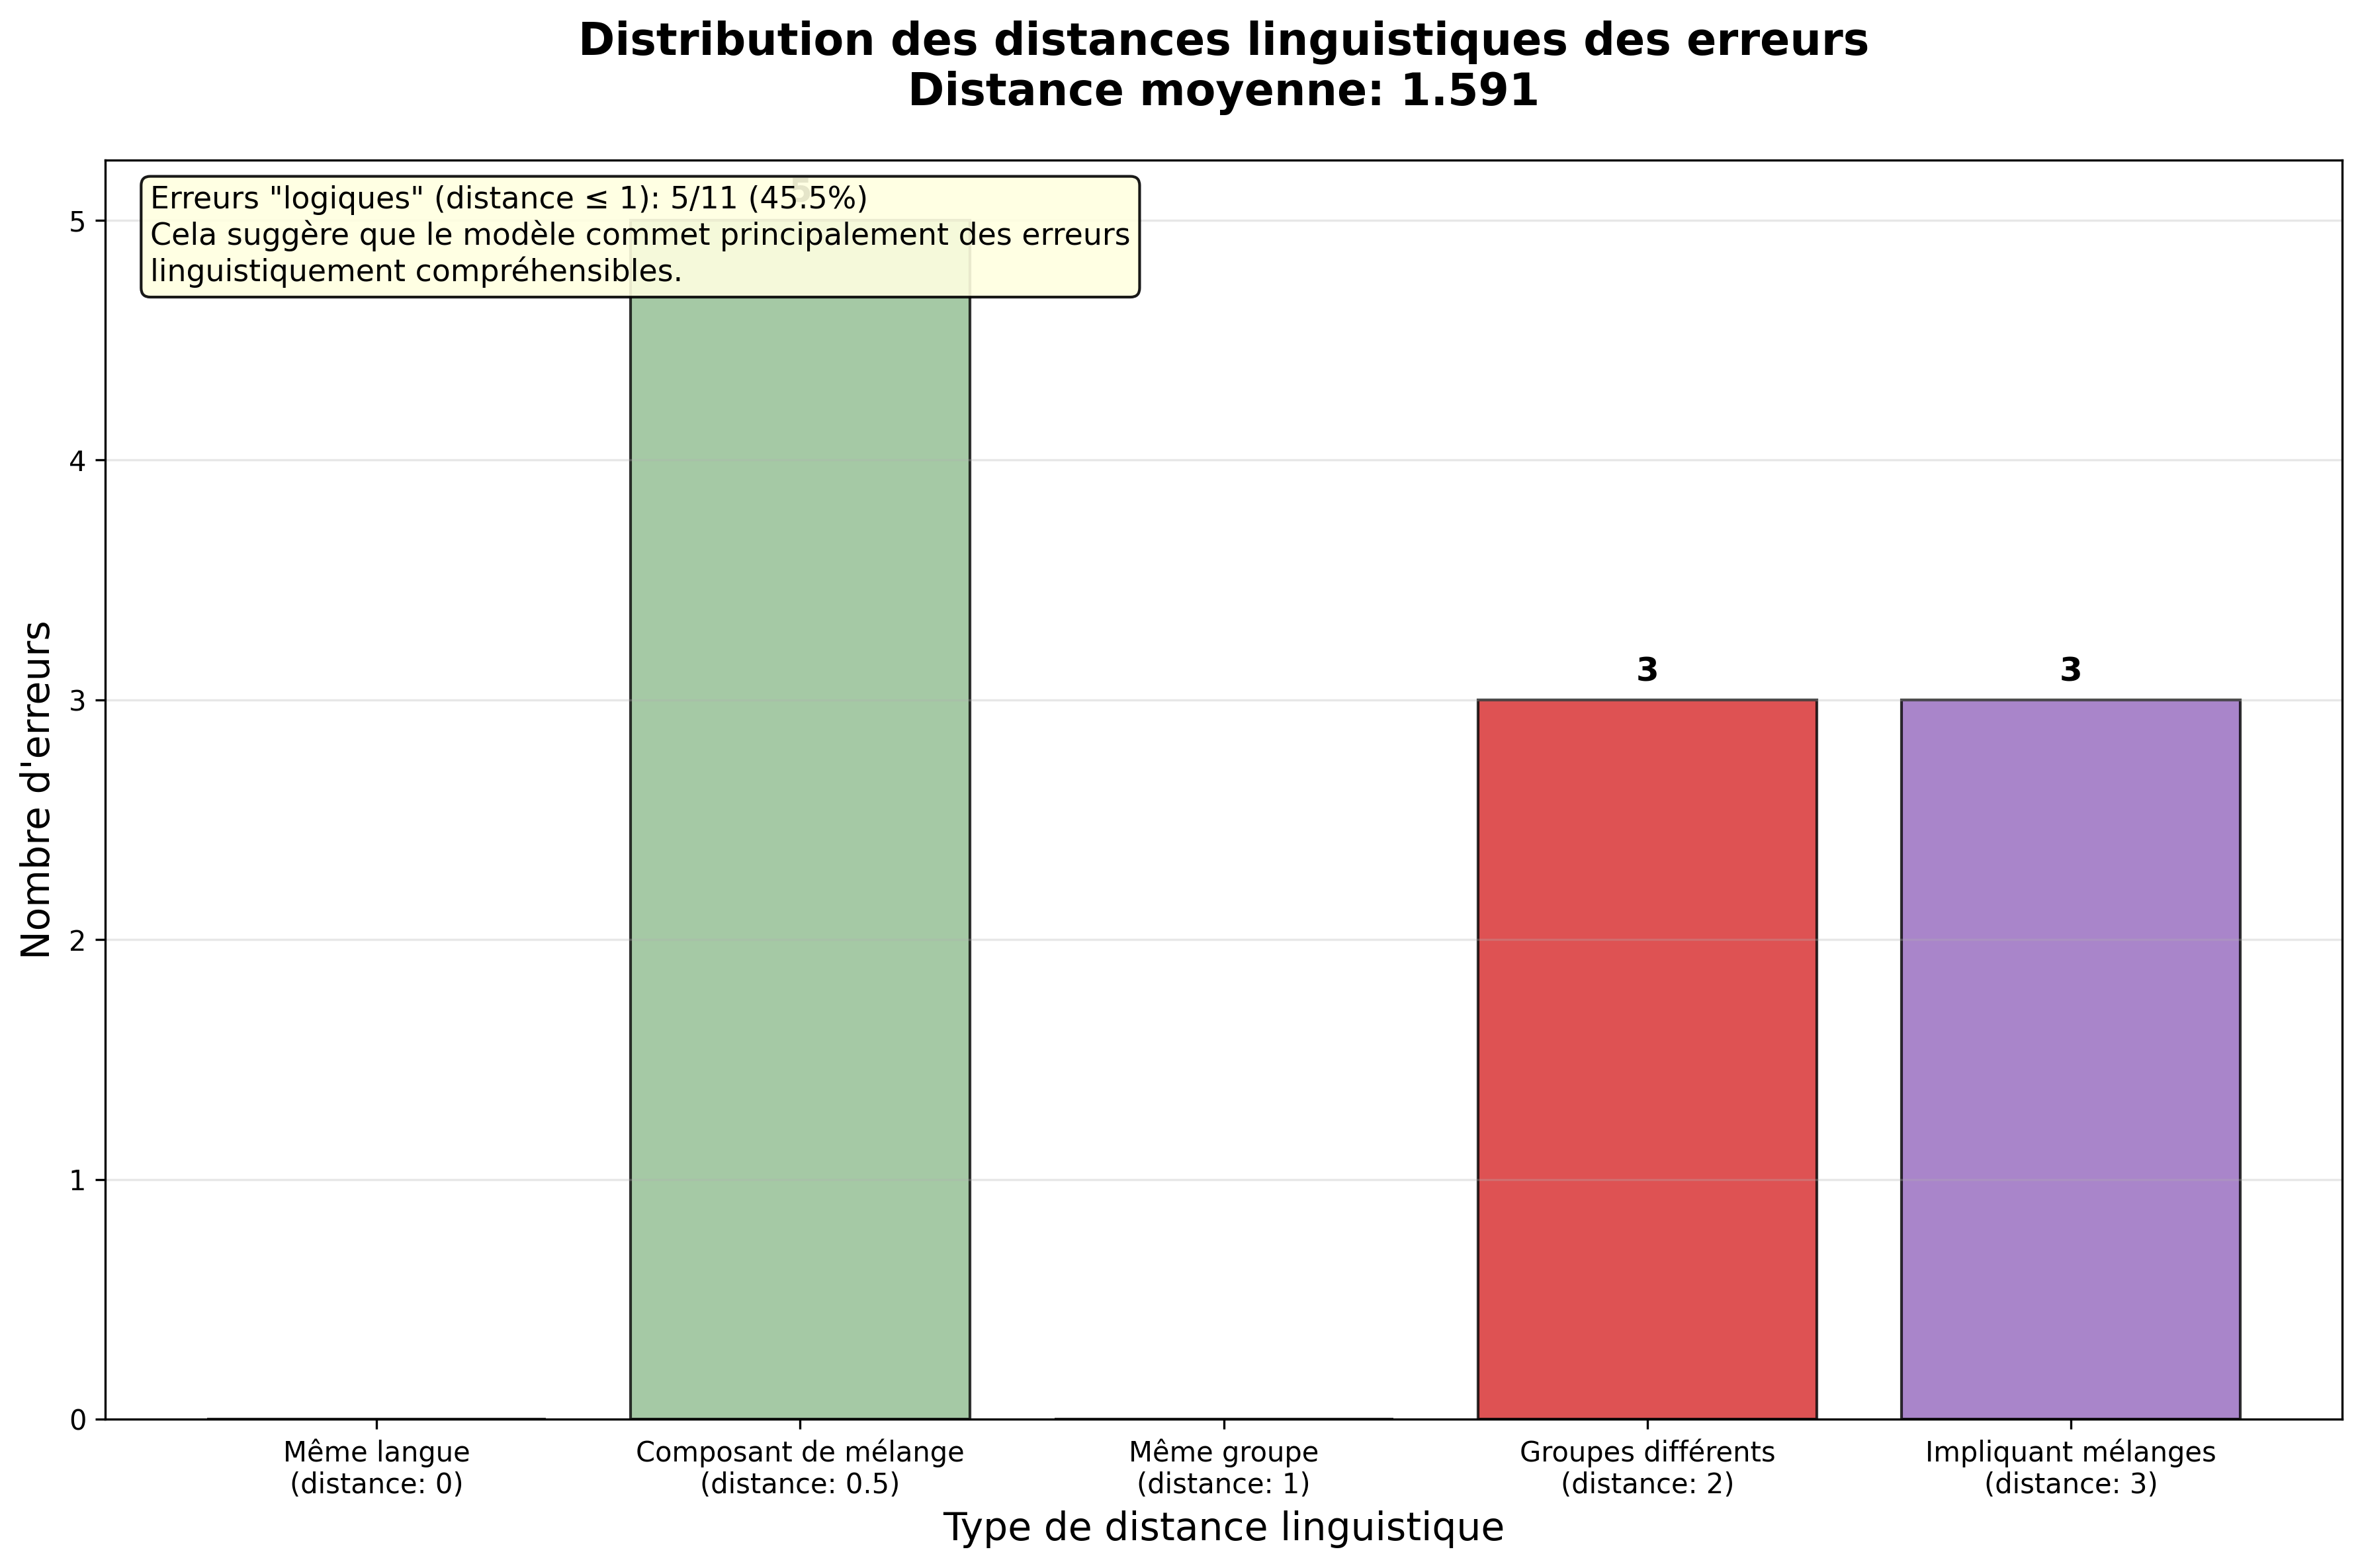 Distribution des distances linguistiques des erreurs
Distance moyenne: 1.591
Erreurs "logiques" (distance ≤ 1): 5/11 (45.5%)
Cela suggère que le modèle commet principalement des erreurs
linguistiquement compréhensibles.
5
5
4
3
2
1
0
3
3
Nombre d'erreurs
Même langue
(distance: 0)
Composant de mélange
(distance: 0.5)
Même groupe
(distance: 1)
Groupes différents
(distance: 2)
Impliquant mélanges
(distance: 3)
Type de distance linguistique